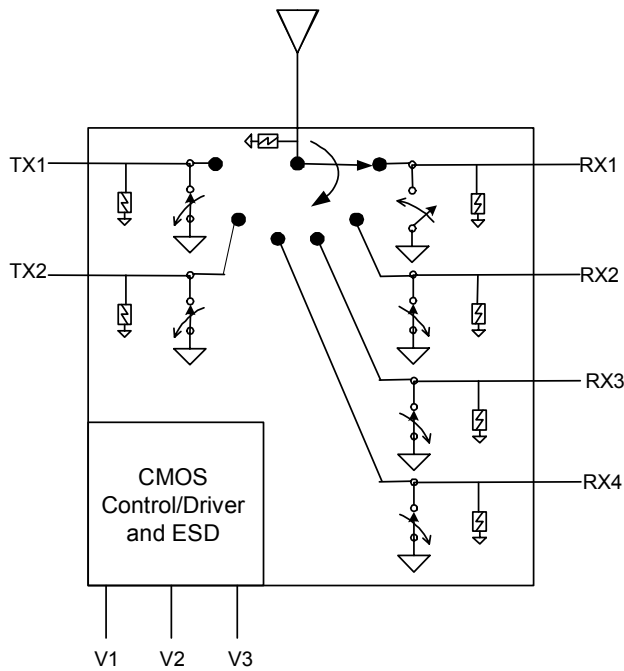 TX1
RX1
TX2
RX2
RX3
RX4
CMOS
Control/Driver
and ESD
V1 V2 V3